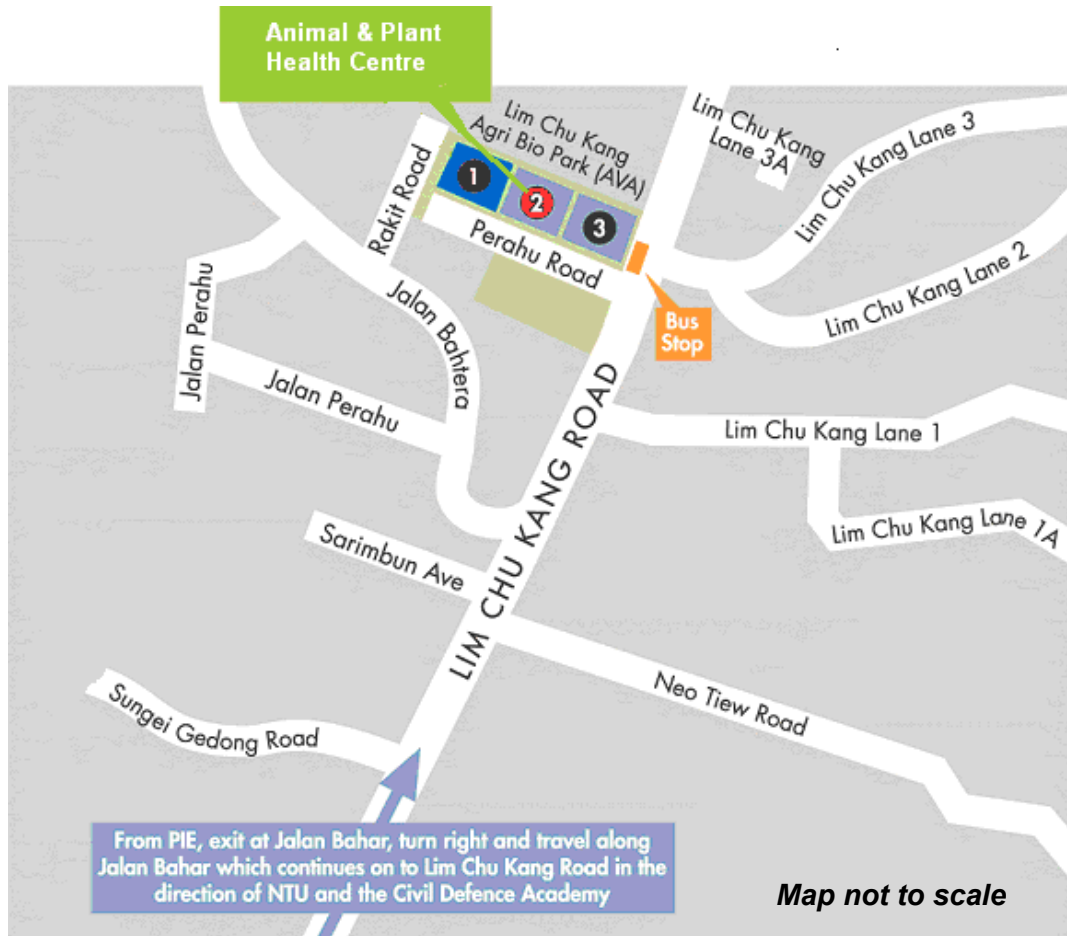 Animal & Plant
Health Centre
Lim Chu Kang
Agri Bio Park (AVA)
Lim Chu Kang
Lane 3A
Lim Chu Kang Lane 3
Rakit Road
1
2
3
Perahu Road
Lim Chu Kang Lane 2
Bus
Stop
Jalan Perahu
Jalan Bahtera
Jalan Perahu
LIM CHU KANG ROAD
Lim Chu Kang Lane 1
Lim Chu Kang Lane 1A
Sarimbun Ave
Neo Tiew Road
Sungei Gedong Road
From PIE, exit at Jalan Bahar, turn right and travel along
Jalan Bahar which continues on to Lim Chu Kang Road in the
direction of NTU and the Civil Defence Academy
Map not to scale